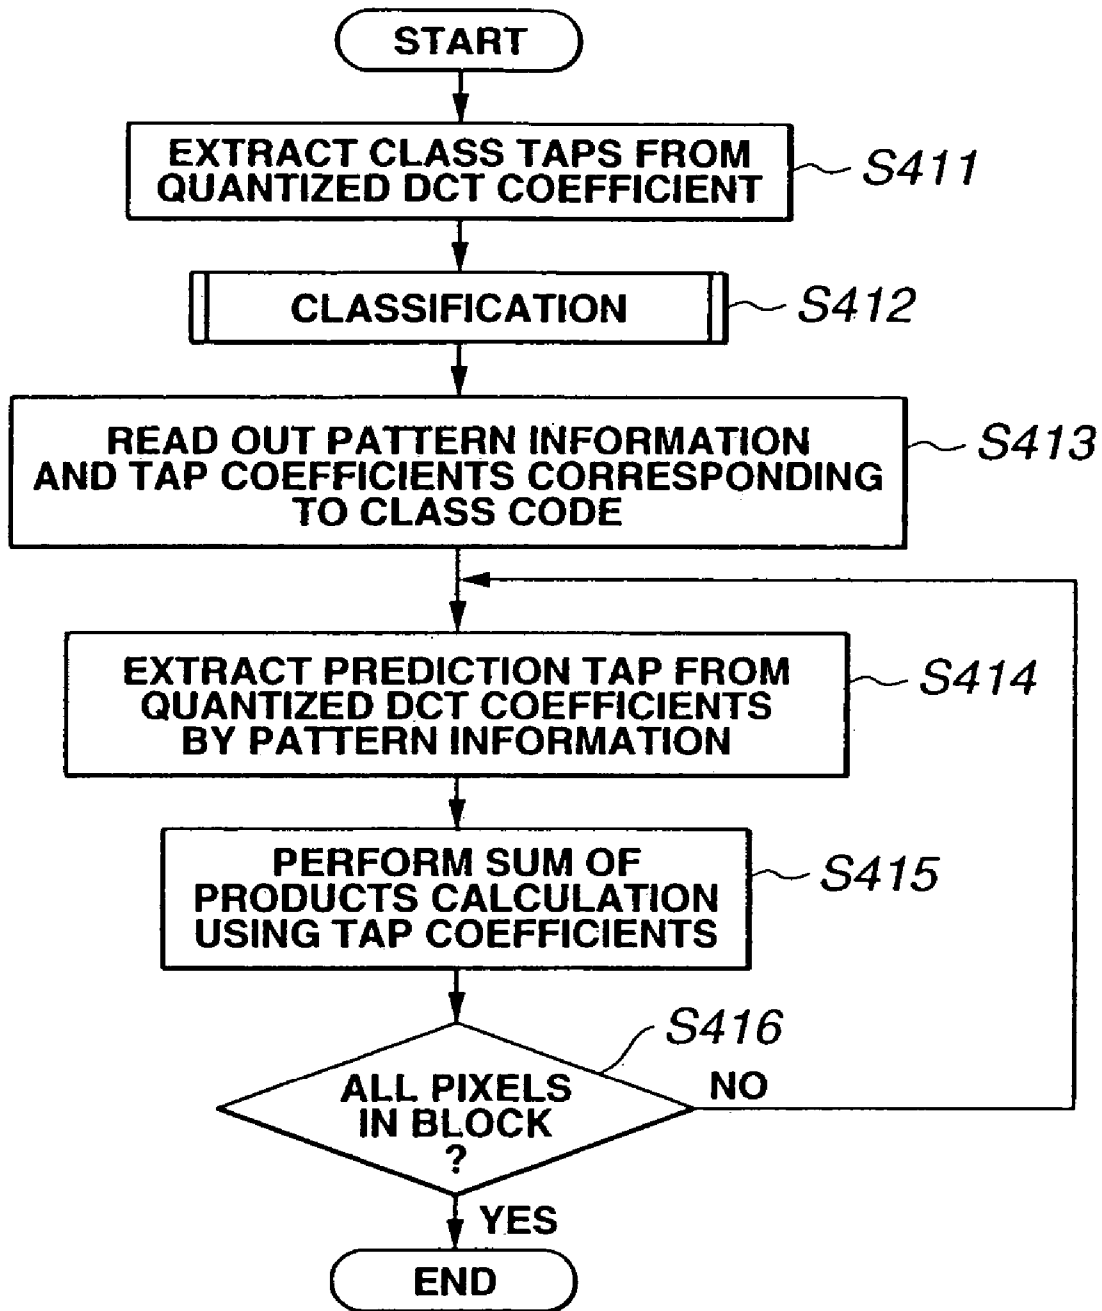 START
EXTRACT CLASS TAPS FROM
QUANTIZED DCT COEFFICIENT
S411
CLASSIFICATION
S412
READ OUT PATTERN INFORMATION
AND TAP COEFFICIENTS CORRESPONDING
TO CLASS CODE
S413
EXTRACT PREDICTION TAP FROM
QUANTIZED DCT COEFFICIENTS
BY PATTERN INFORMATION
S414
PERFORM SUM OF
PRODUCTS CALCULATION
USING TAP COEFFICIENTS
S415
S416
ALL PIXELS
IN BLOCK
?
NO
YES
END